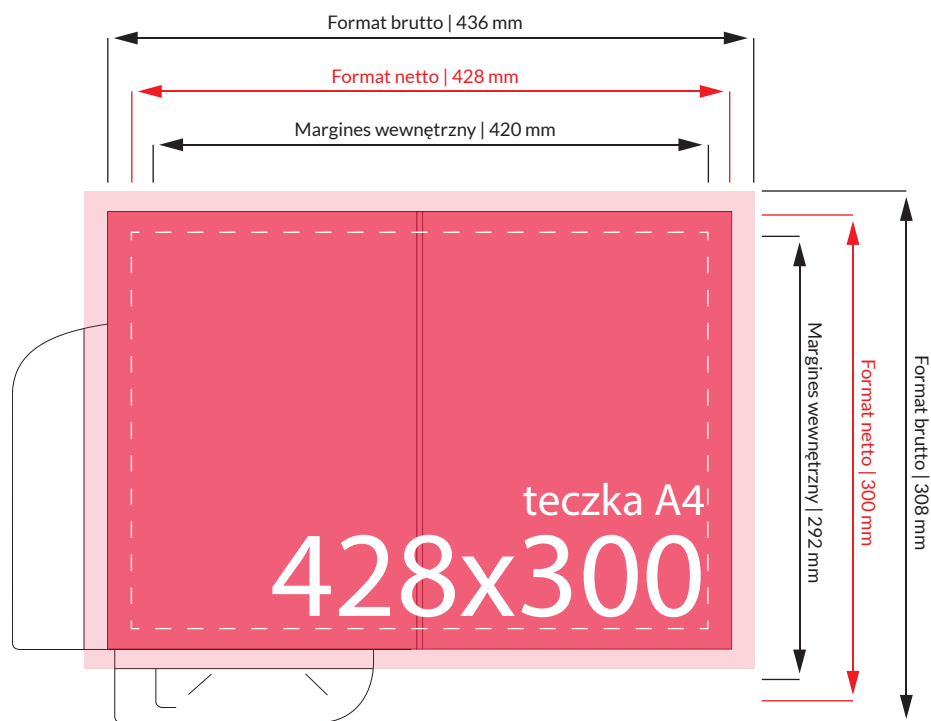 Format brutto | 436 mm
Format netto | 428 mm
Margines wewnętrzny | 420 mm
Margines wewnętrzny | 292 mm
Format netto | 300 mm
Format brutto | 308 mm
teczka A4
428x300